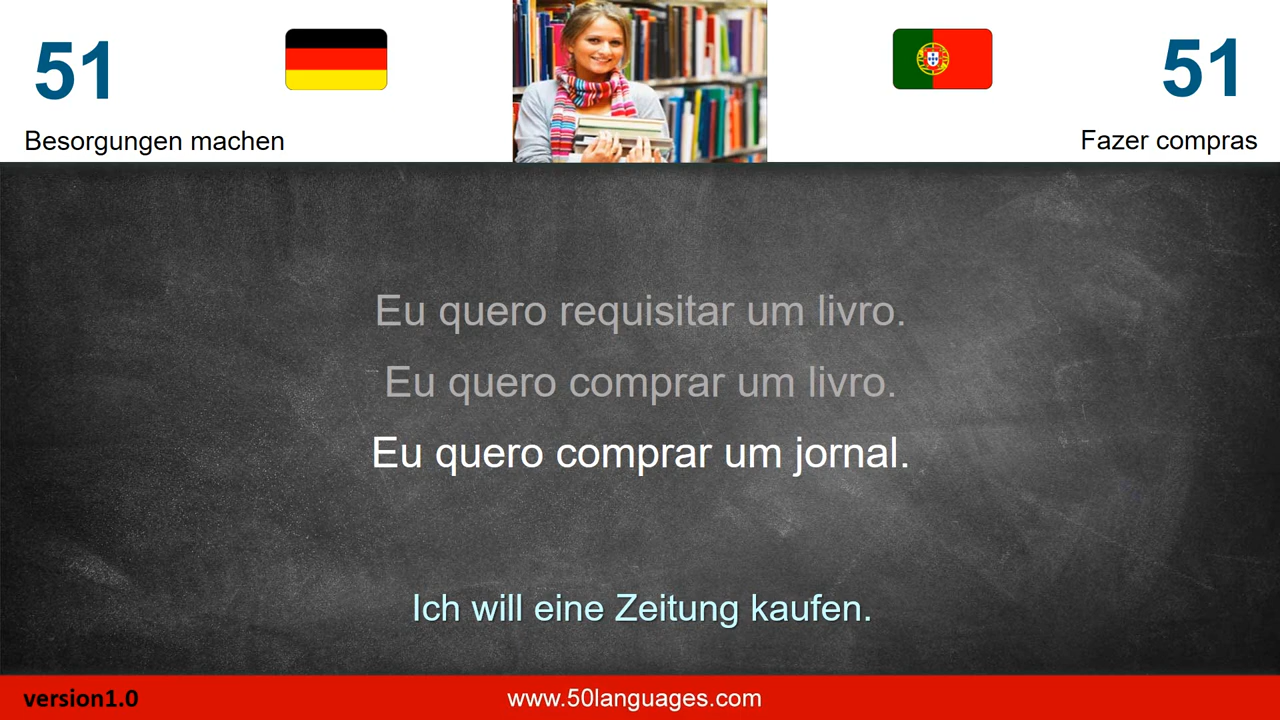 51
51
Besorgungen machen
Fazer compras
Eu quero requisitar um livro.
Eu quero comprar um livro.
Eu quero comprar um jornal.
Ich will eine Zeitung kaufen.
version1.0
www.50languages.com